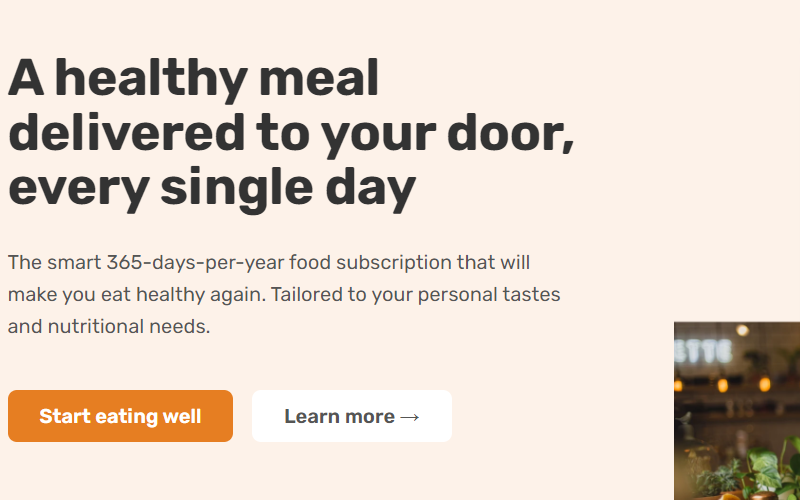 A healthy meal
delivered to your door,
every single day
The smart 365-days-per-year food subscription that will
make you eat healthy again. Tailored to your personal tastes
and nutritional needs.
Start eating well
Learn more →
ETTE